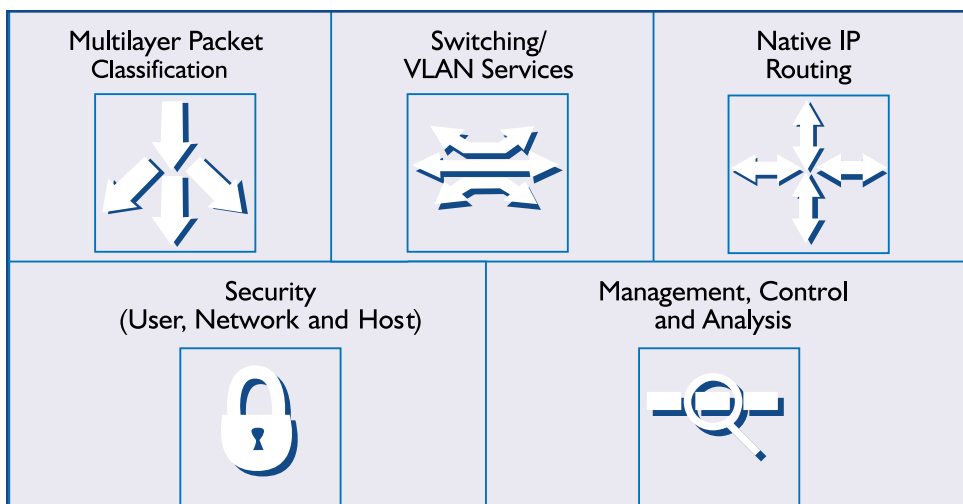 Multilayer Packet
Classification
Switching/
VLAN Services
Native IP
Routing
Security
(User, Network and Host)
Management, Control
and Analysis